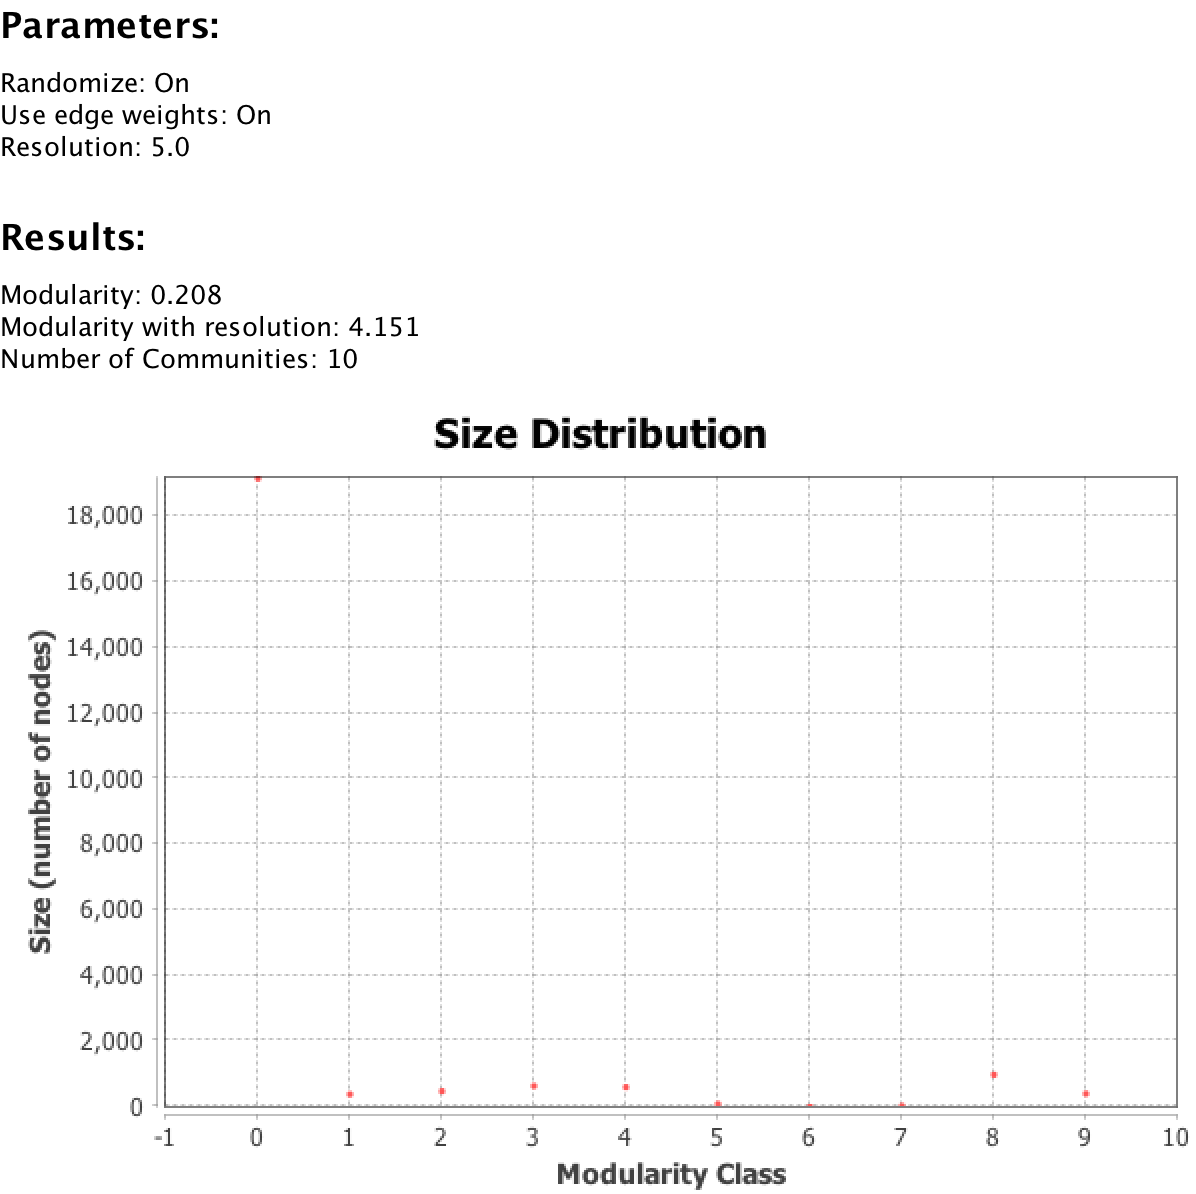 Parameters:
Randomize: On
Use edge weights: On
Resolution: 5.0
Results:
Modularity: 0.208
Modularity with resolution: 4.151
Number of Communities: 10
Size Distribution
18,000
16,000
14,000
12,000
10,000
8,000
6,000
4,000
2,000
0
Size (number of nodes)
-1 0 1 2 3 4 5 6 7 8 9 10
Modularity Class